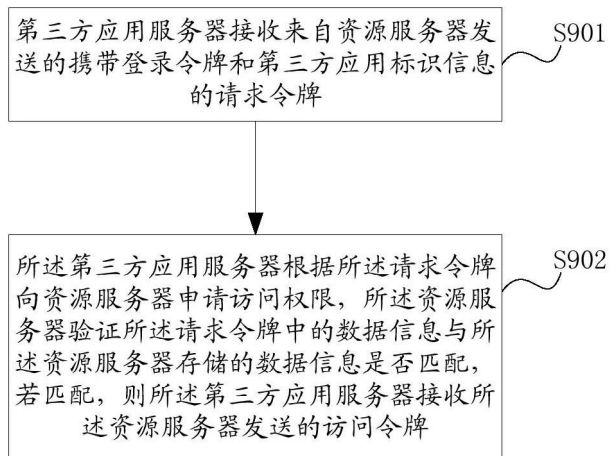 第三方应用服务器接收来自资源服务器发
送的携带登录令牌和第三方应用标识信息
的请求令牌
S901
所述第三方应用服务器根据所述请求令牌
向资源服务器申请访问权限，所述资源服
务器验证所述请求令牌中的数据信息与所
述资源服务器存储的数据信息是否匹配，
若匹配，则所述第三方应用服务器接收所
述资源服务器发送的访问令牌
S902